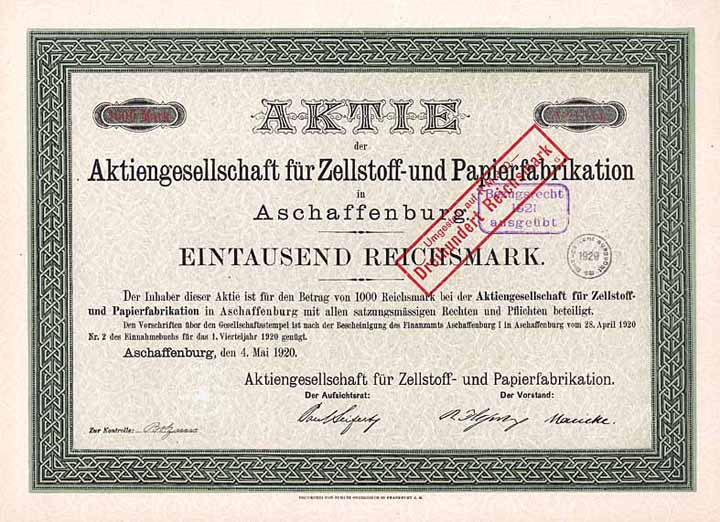 1000 Mark.
AKTIE
der
Aktiengesellschaft für Zellstoff- und Papierfabrikation
in
Aschaffenburg.
EINTAUSEND REICHSMARK.
Umgestellt auf
Dreihundert Reichsmark
Bezugsrecht
1921
ausgeübt
1920
Der Inhaber dieser Aktie ist für den Betrag von 1000 Reichsmark bei der Aktiengesellschaft für Zellstoff-
und Papierfabrikation in Aschaffenburg mit allen satzungsmässigen Rechten und Pflichten beteiligt.
Den Vorschriften über den Gesellschaftsstempel ist nach der Bescheinigung des Finanzamts Aschaffenburg I in Aschaffenburg vom 28. April 1920
Nr. 2 des Einnahmebuchs für das 1. Vierteljahr 1920 genügt.
Aschaffenburg, den 4. Mai 1920.
Aktiengesellschaft für Zellstoff- und Papierfabrikation.
Der Aufsichtsrat: Der Vorstand:
Paul Seifert
Zur Kontrolle: